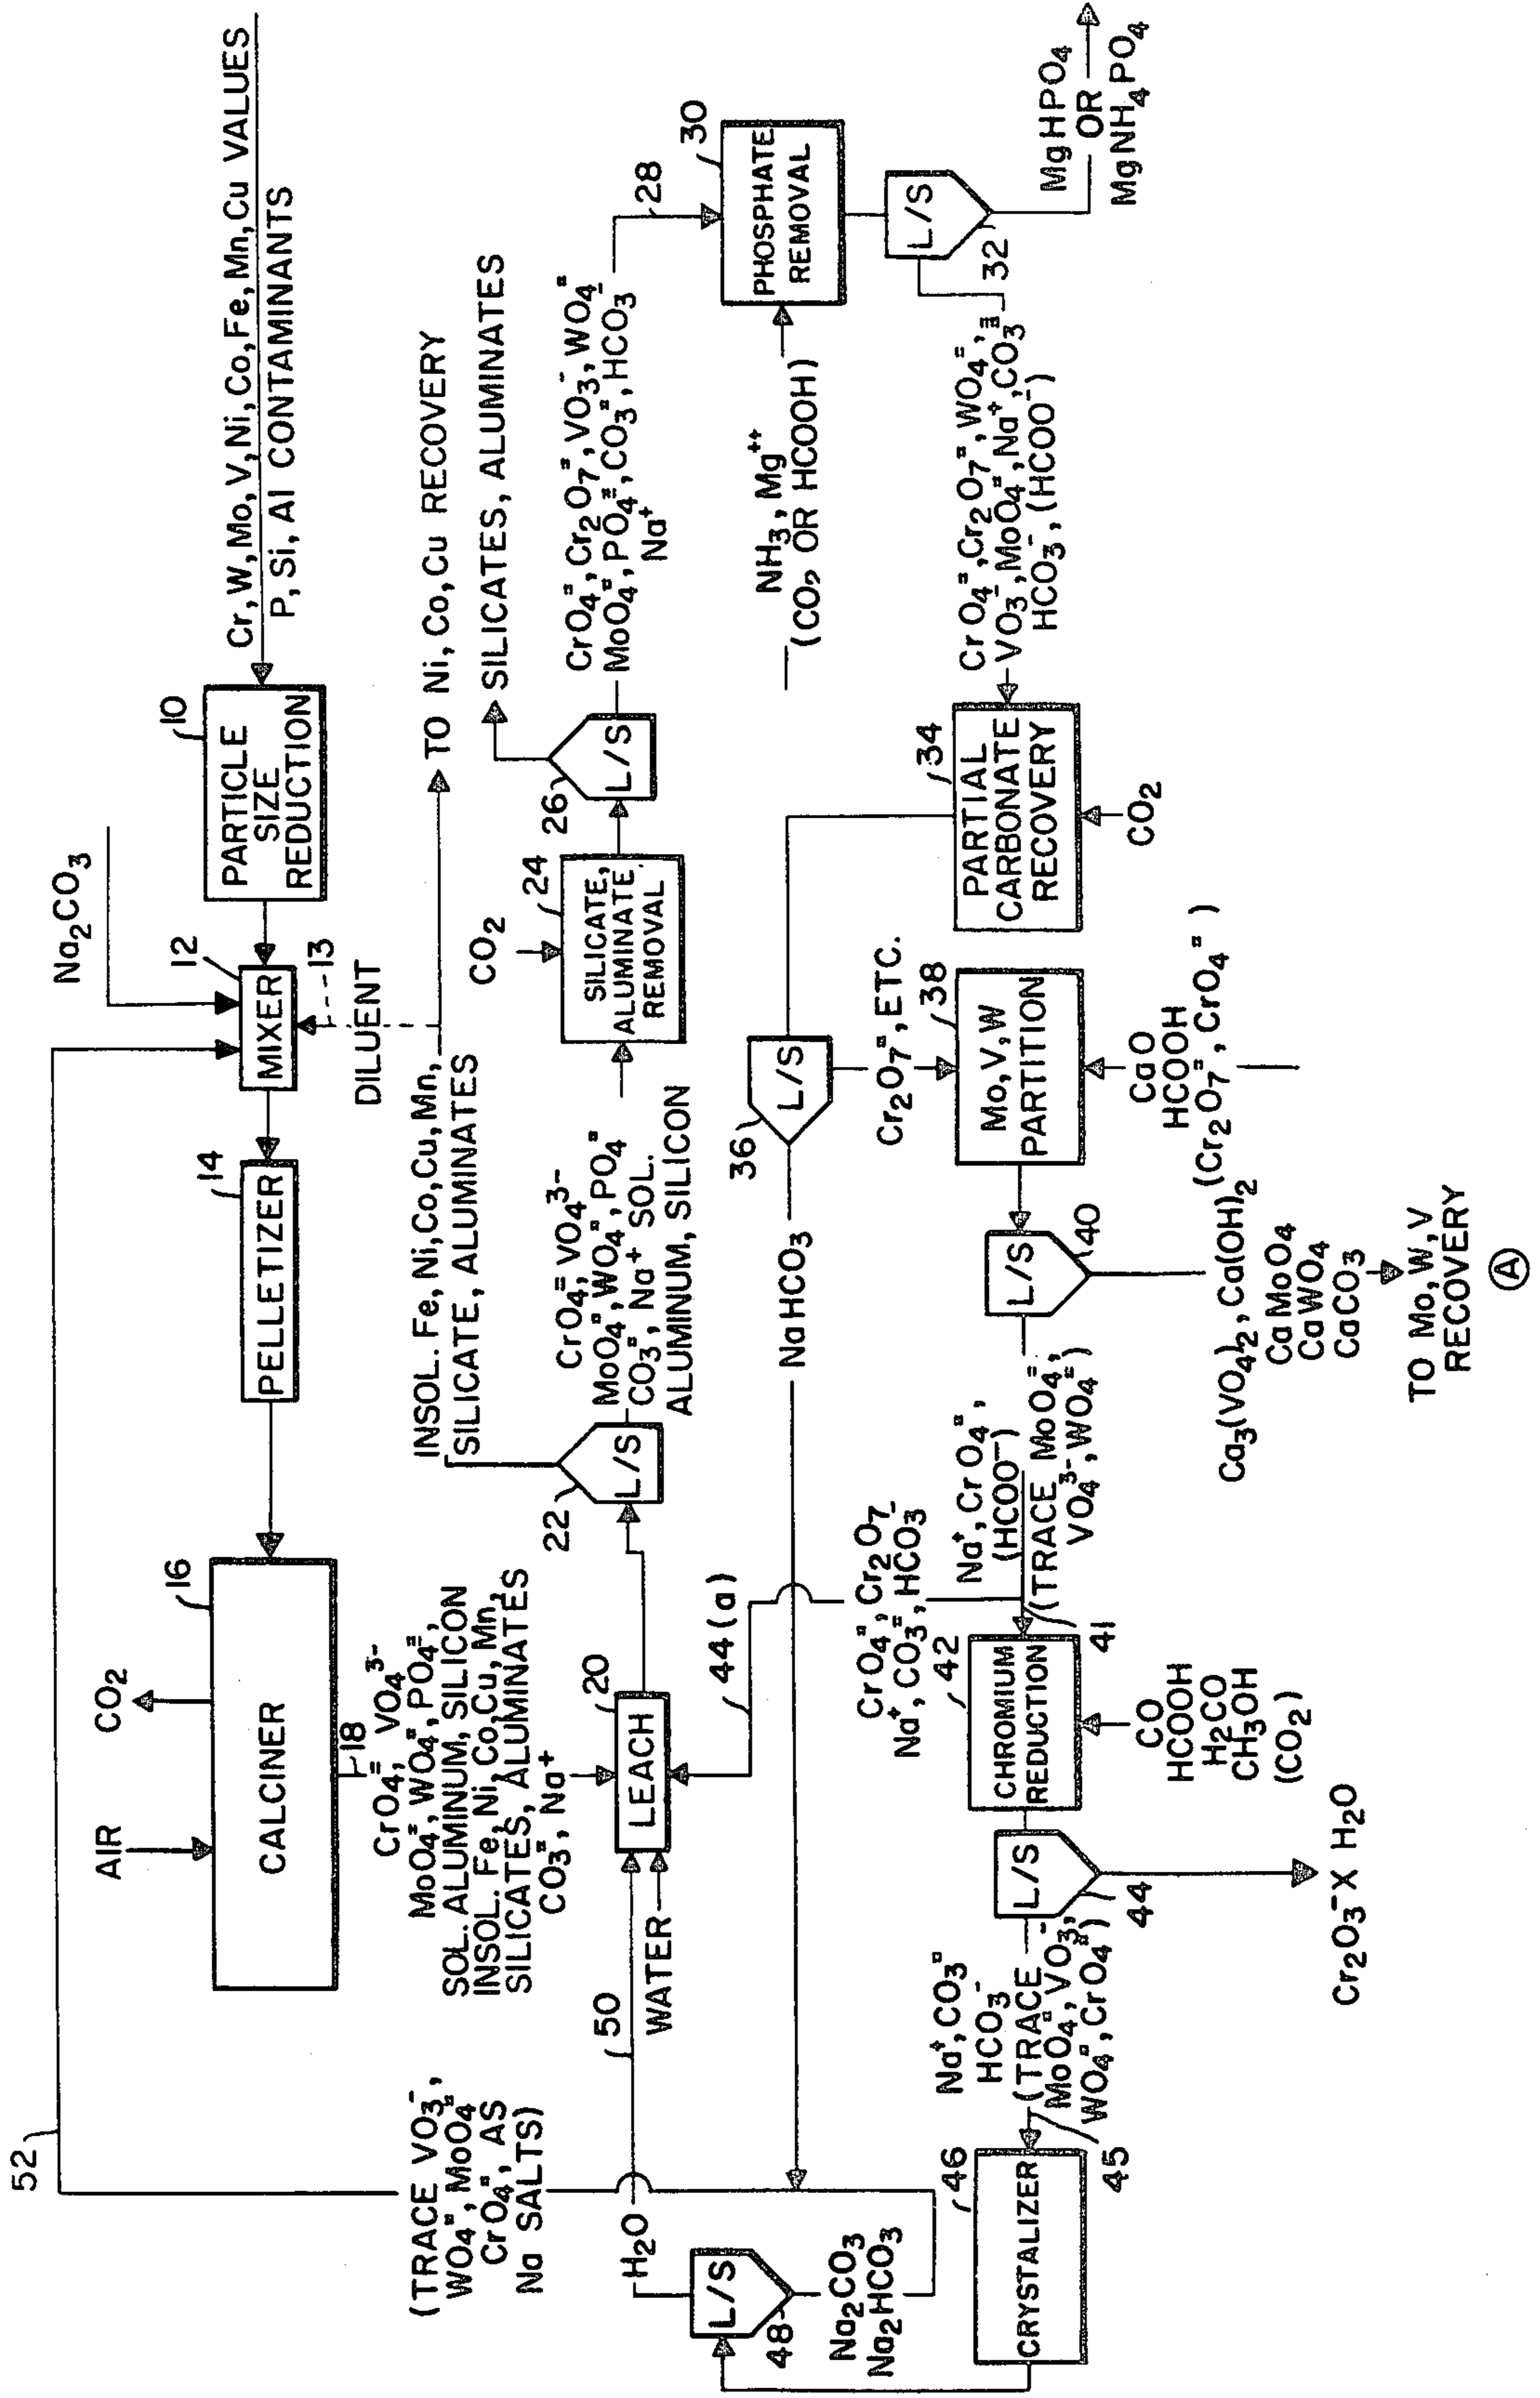 Cr, W, Mo, V, Ni, Co, Fe, Mn, Cu VALUES
P, Si, Al CONTAMINANTS
10
PARTICLE
SIZE
REDUCTION
Na2CO3
12
MIXER
13
DILUENT
14
PELLETIZER
16
CALCINER
AIR
CO2
52
18
CrO4=, VO4 3-
MoO4=, WO4=, PO4≡,
SOL. ALUMINUM, SILICON
INSOL. Fe, Ni, Co, Cu, Mn,
SILICATES, ALUMINATES
CO3=, Na+
20
LEACH
50
WATER
44(a)
22
L/S
INSOL. Fe, Ni, Co, Cu, Mn,
SILICATE, ALUMINATES
TO Ni, Co, Cu RECOVERY
CrO4=, VO4 3-
MoO4=, WO4=, PO4≡
CO3=, Na+ SOL.
ALUMINUM, SILICON
CO2
24
SILICATE,
ALUMINATE
REMOVAL
26
L/S
SILICATES, ALUMINATES
CrO4=, Cr2O7=, VO3-, WO4=
MoO4=, PO4≡, CO3=, HCO3-
Na+
28
30
PHOSPHATE
REMOVAL
NH3, Mg++
(CO2 OR HCOOH)
L/S
32
MgHPO4
OR
MgNH4PO4
CrO4=, Cr2O7=, WO4=,
VO3-, MoO4=, Na+, CO3=
HCO3-, (HCOO-)
34
PARTIAL
CARBONATE
RECOVERY
CO2
36
L/S
NaHCO3
Cr2O7=, ETC.
38
Mo, V, W
PARTITION
CaO
HCOOH
(Cr2O7=, CrO4=)
L/S
40
Ca3(VO4)2, Ca(OH)2
CaMoO4
CaWO4
CaCO3
TO Mo, W, V
RECOVERY
A
Na+, CrO4=,
(HCOO-)
(TRACE MoO4=,
VO4 3-, WO4=)
41
CrO4=, Cr2O7
Na+, CO3=, HCO3-
42
CHROMIUM
REDUCTION
CO
HCOOH
H2CO
CH3OH
(CO2)
L/S
44
Cr2O3-X H2O
Na+, CO3=
HCO3-
(TRACE
MoO4=, VO3-,
WO4=, CrO4=)
45
46
CRYSTALIZER
L/S
48
Na2CO3
Na2HCO3
H2O
(TRACE VO3-,
WO4=, MoO4=
CrO4=, AS
Na SALTS)